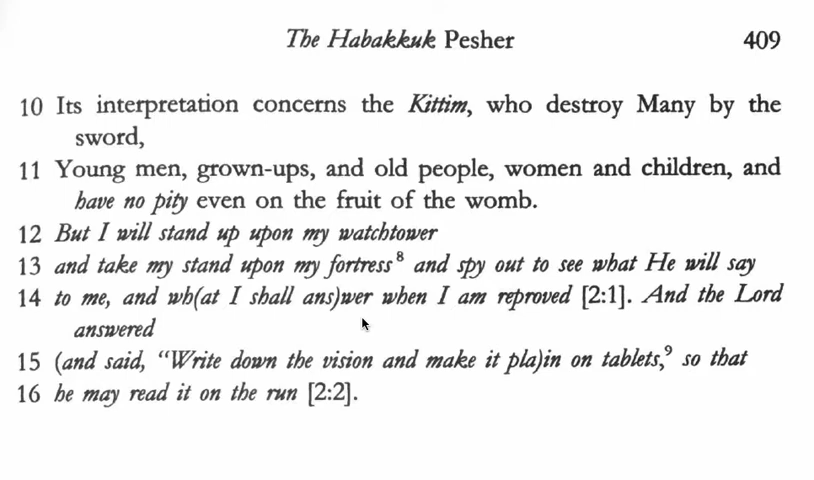 The Habakkuk Pesher 409
10 Its interpretation concerns the Kittim, who destroy Many by the
sword,
11 Young men, grown-ups, and old people, women and children, and
have no pity even on the fruit of the womb.
12 But I will stand up upon my watchtower
13 and take my stand upon my fortress⁸ and spy out to see what He will say
14 to me, and wh(at I shall ans)wer when I am reproved [2:1]. And the Lord
answered
15 (and said, “Write down the vision and make it pla)in on tablets,⁹ so that
16 he may read it on the run [2:2].